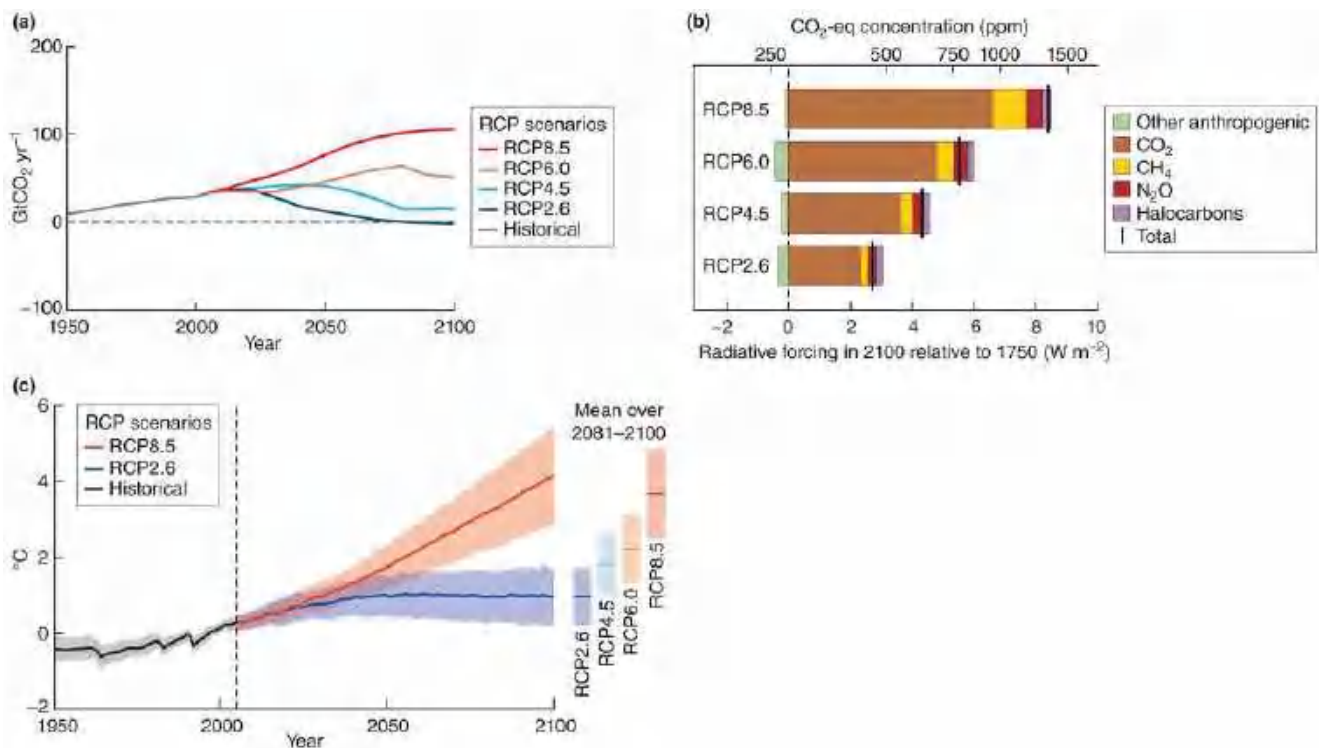 (a)
200
100
0
−100
GtCO₂ yr⁻¹
1950
2000
2050
2100
Year
RCP scenarios
RCP8.5
RCP6.0
RCP4.5
RCP2.6
Historical
(b)
CO₂-eq concentration (ppm)
250
500
750
1000
1500
RCP8.5
RCP6.0
RCP4.5
RCP2.6
−2
0
2
4
6
8
10
Radiative forcing in 2100 relative to 1750 (W m⁻²)
Other anthropogenic
CO₂
CH₄
N₂O
Halocarbons
Total
(c)
6
4
2
0
−2
°C
RCP scenarios
RCP8.5
RCP2.6
Historical
1950
2000
2050
2100
Year
Mean over
2081–2100
RCP2.6
RCP4.5
RCP6.0
RCP8.5